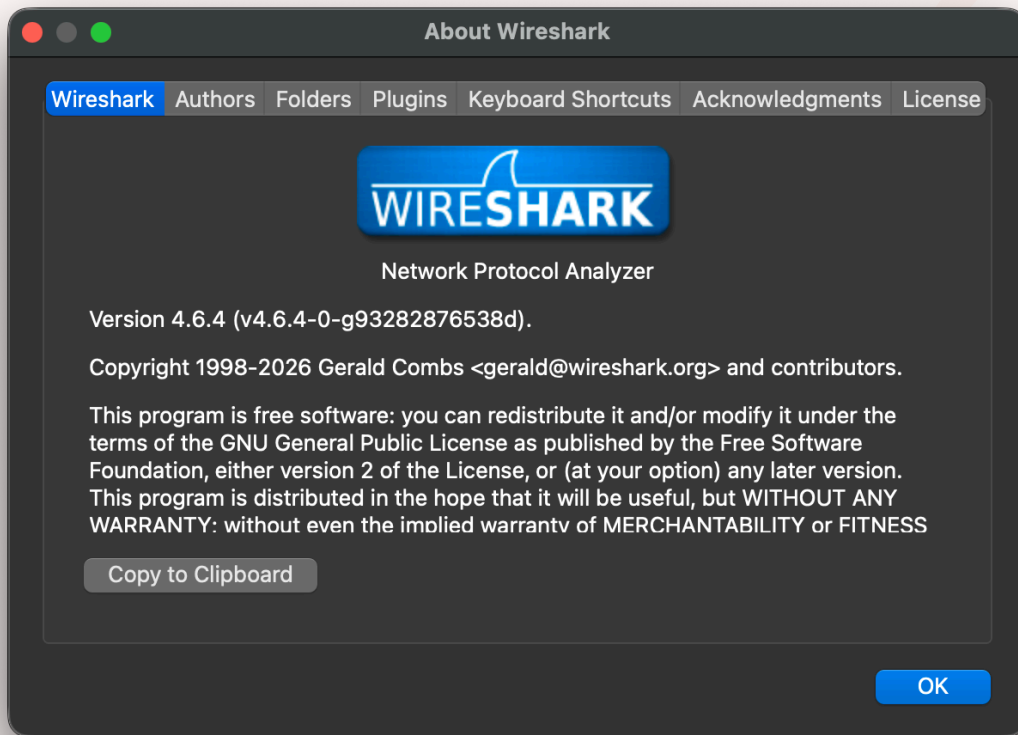 About Wireshark
Wireshark Authors Folders Plugins Keyboard Shortcuts Acknowledgments License
WIRESHARK
Network Protocol Analyzer
Version 4.6.4 (v4.6.4-0-g93282876538d).
Copyright 1998-2026 Gerald Combs <gerald@wireshark.org> and contributors.
This program is free software: you can redistribute it and/or modify it under the
terms of the GNU General Public License as published by the Free Software
Foundation, either version 2 of the License, or (at your option) any later version.
This program is distributed in the hope that it will be useful, but WITHOUT ANY
WARRANTY; without even the implied warranty of MERCHANTABILITY or FITNESS
Copy to Clipboard
OK